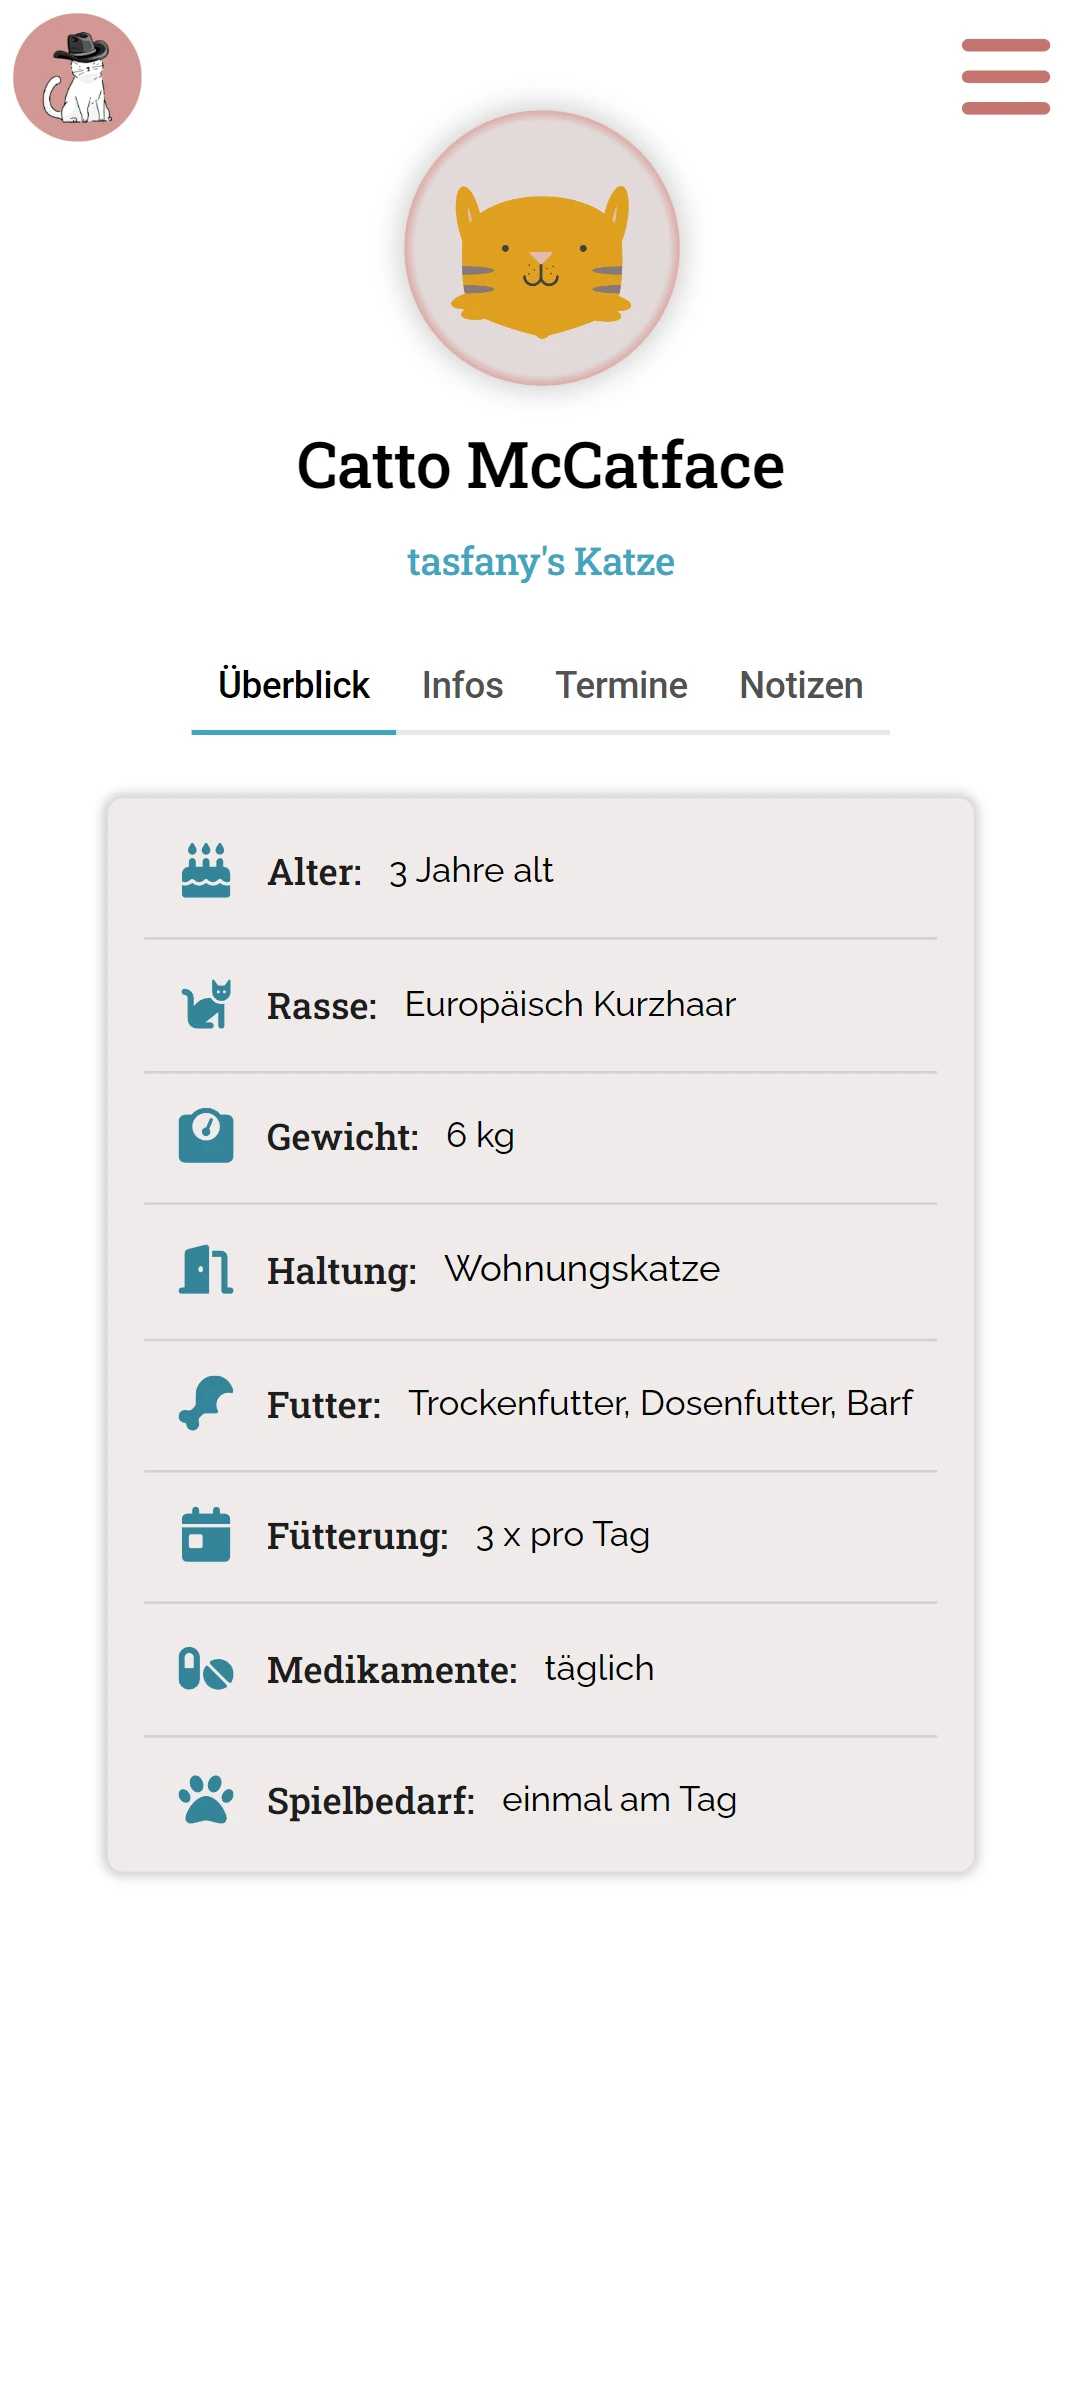 Catto McCatface
tasfany's Katze
Überblick Infos Termine Notizen
Alter: 3 Jahre alt
Rasse: Europäisch Kurzhaar
Gewicht: 6 kg
Haltung: Wohnungskatze
Futter: Trockenfutter, Dosenfutter, Barf
Fütterung: 3 x pro Tag
Medikamente: täglich
Spielbedarf: einmal am Tag